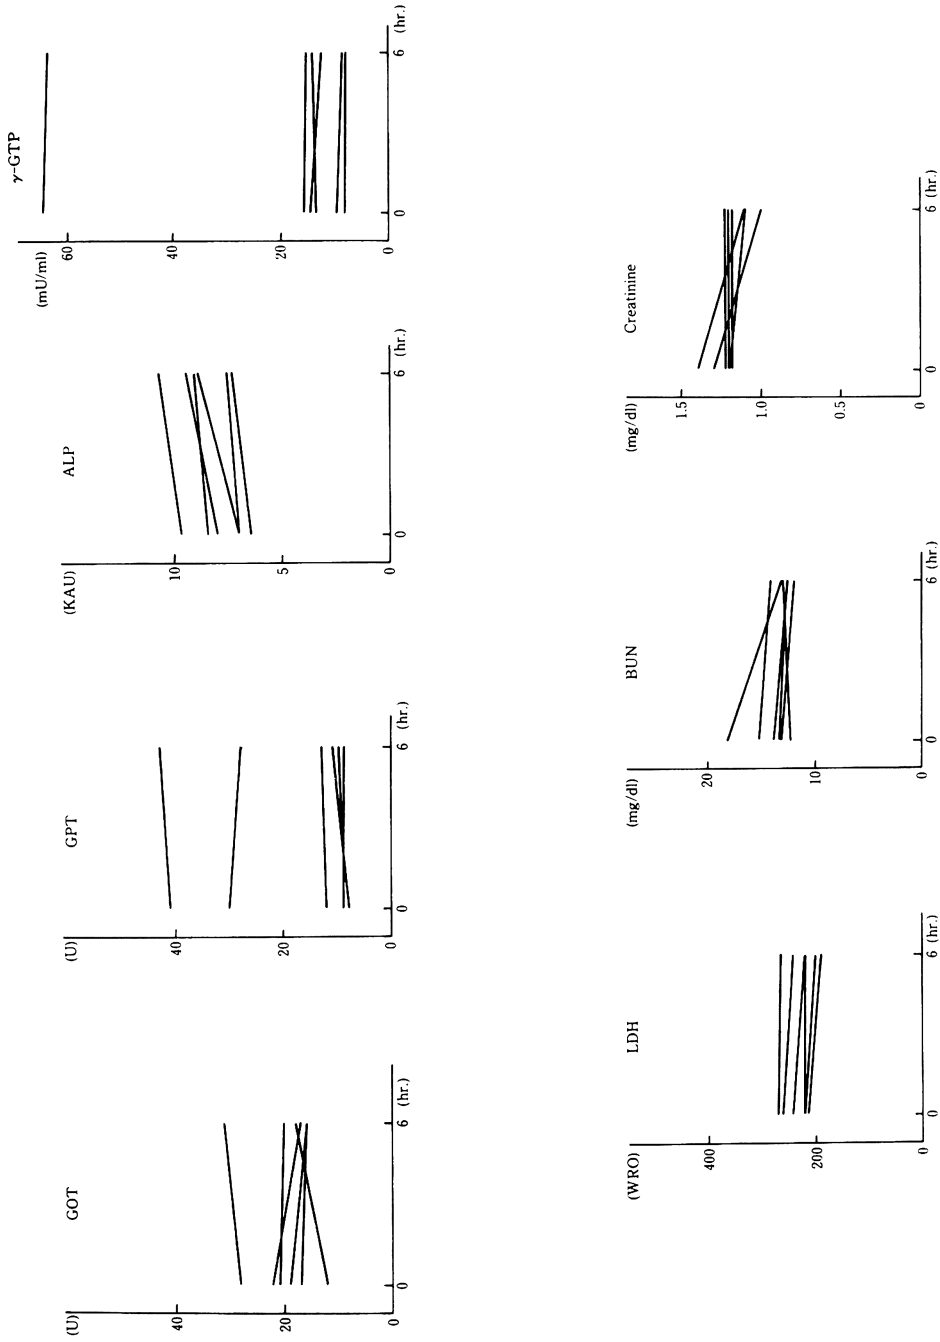 GOT
(U)
40
20
0
0
6 (hr.)
GPT
(U)
40
20
0
0
6 (hr.)
ALP
(KAU)
10
5
0
0
6 (hr.)
γ-GTP
(mU/ml)
60
40
20
0
0
6 (hr.)
LDH
(WRO)
400
200
0
0
6 (hr.)
BUN
(mg/dl)
20
10
0
0
6 (hr.)
Creatinine
(mg/dl)
1.5
1.0
0.5
0
0
6 (hr.)